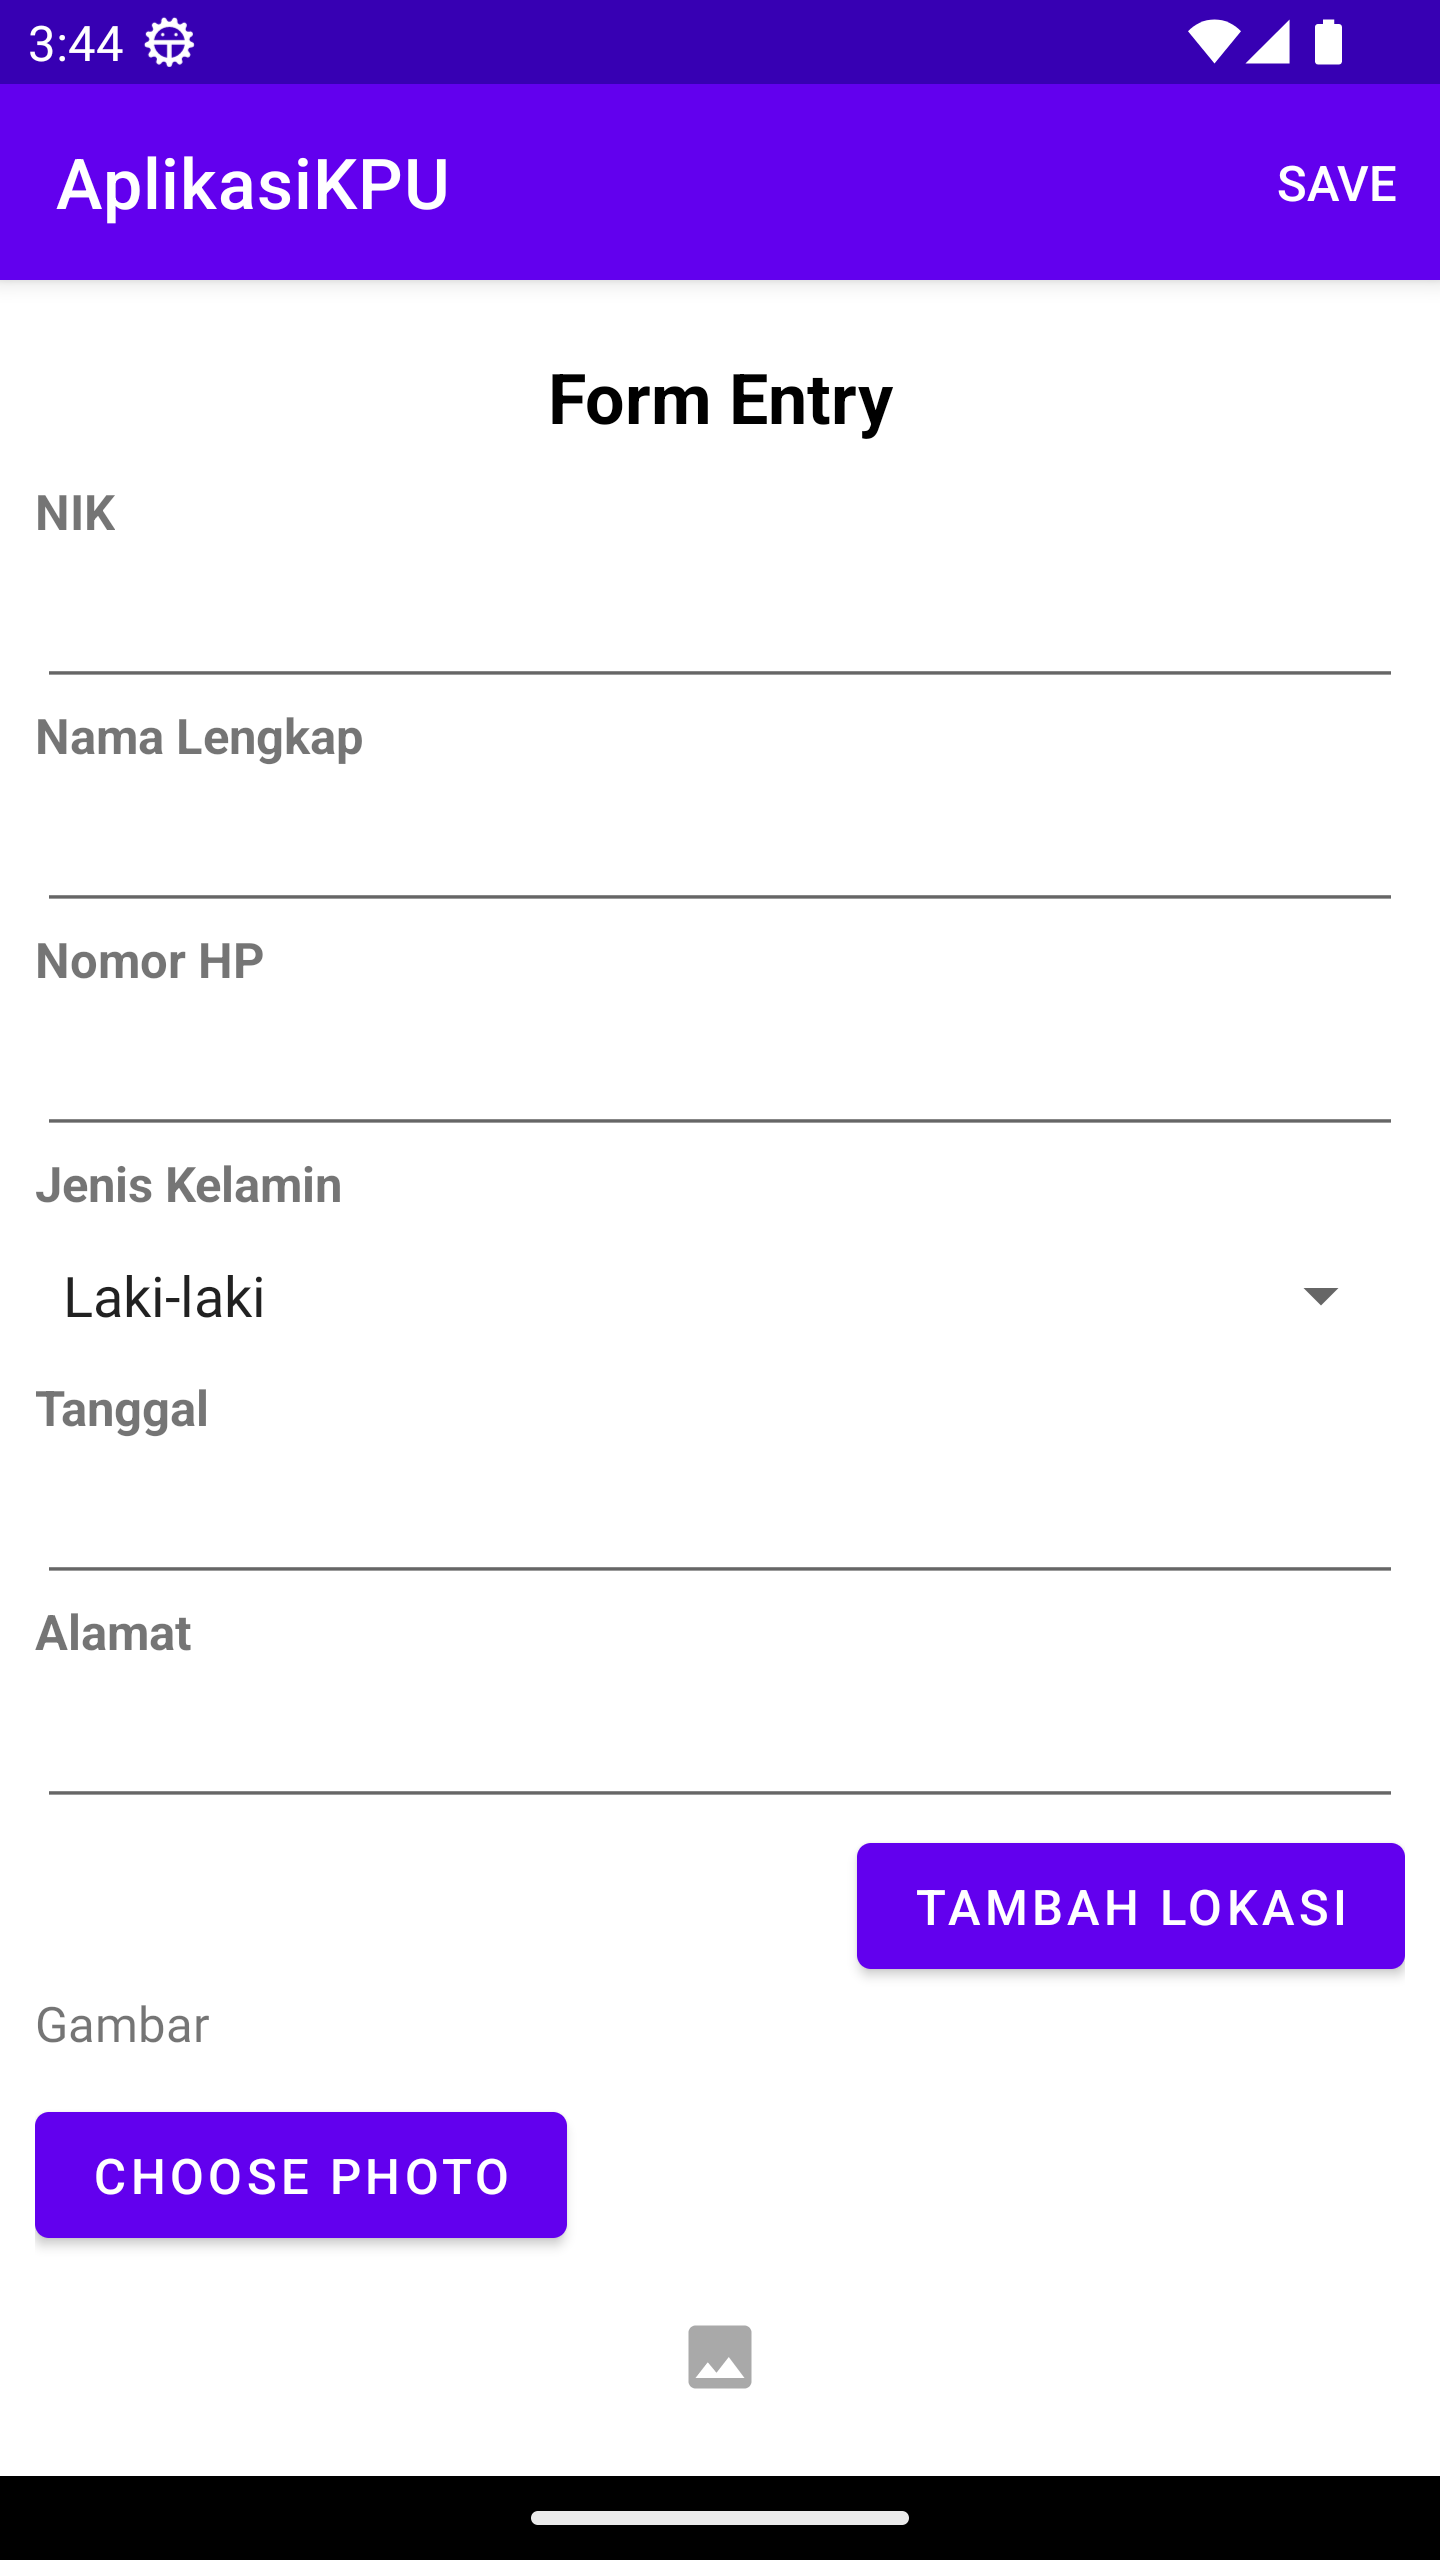 3:44
AplikasiKPU
SAVE
Form Entry
NIK
Nama Lengkap
Nomor HP
Jenis Kelamin
Laki-laki
Tanggal
Alamat
TAMBAH LOKASI
Gambar
CHOOSE PHOTO